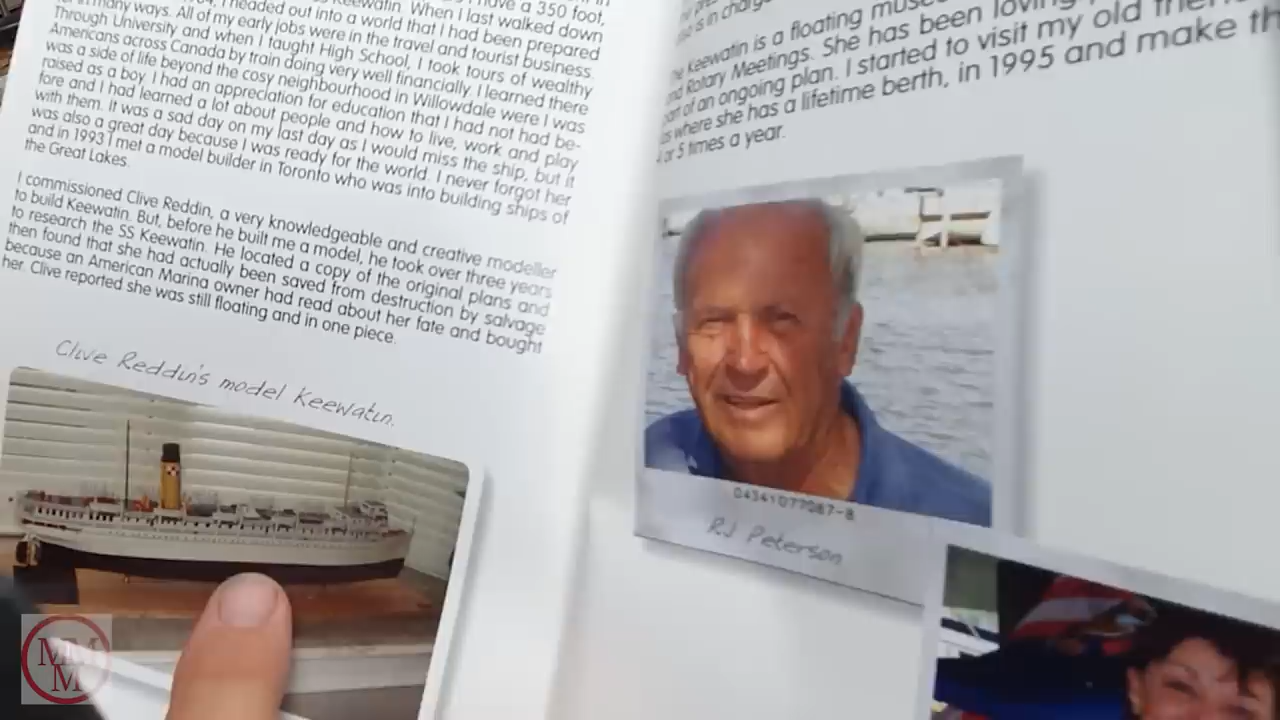 Keewatin. When I last walked down
I headed out into a world that I had been prepared
for in many ways. All of my early jobs were in the travel and tourist business.
Through University and when I taught High School, I took tours of wealthy
Americans across Canada by train doing very well financially. I learned there
was a side of life beyond the cosy neighbourhood in Willowdale were I was
raised as a boy. I had an appreciation for education that I had not had be-
fore and I had learned a lot about people and how to live, work and play
with them. It was a sad day on my last day as I would miss the ship, but it
was also a great day because I was ready for the world. I never forgot her
and in 1993 I met a model builder in Toronto who was into building ships of
the Great Lakes.
I commissioned Clive Reddin, a very knowledgeable and creative modeller
to build Keewatin. But, before he built me a model, he took over three years
to research the SS Keewatin. He located a copy of the original plans and
then found that she had actually been saved from destruction by salvage
because an American Marina owner had read about her fate and bought
her. Clive reported she was still floating and in one piece.
Clive Reddin's model Keewatin.
MMM
M
is in charge
Keewatin is a floating museum
and Rotary Meetings. She has been loving
part of an ongoing plan. I started to visit my old friend
as where she has a lifetime berth, in 1995 and make th
4 or 5 times a year.
04341077087-8
RJ Peterson